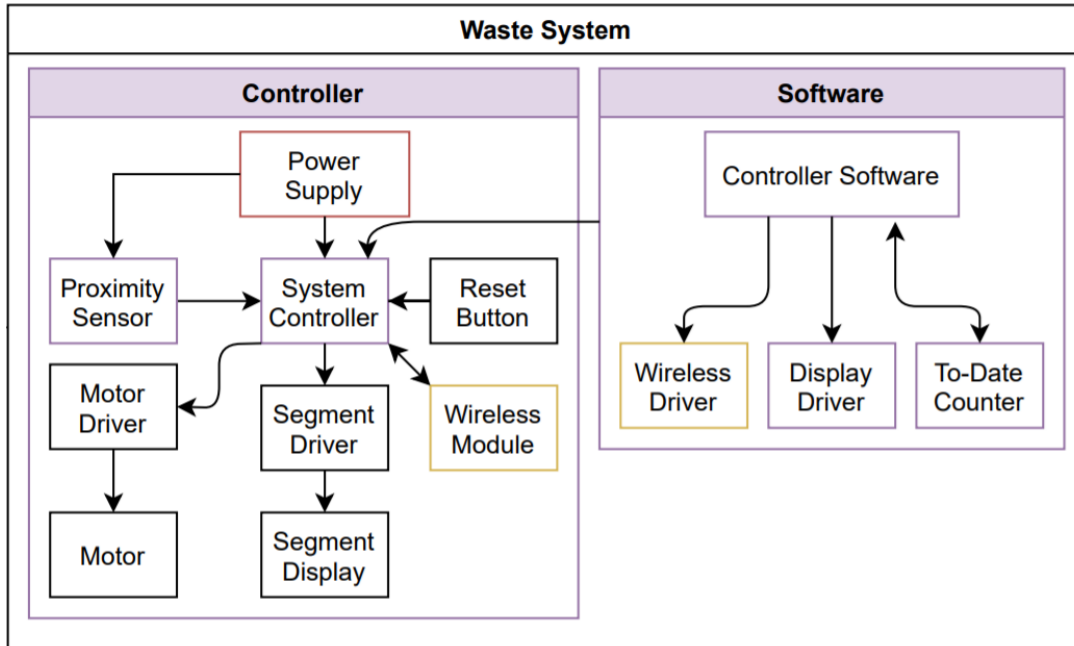 Waste System
Controller
Software
Power
Supply
Controller Software
Proximity
Sensor
System
Controller
Reset
Button
Motor
Driver
Segment
Driver
Wireless
Module
Wireless
Driver
Display
Driver
To-Date
Counter
Motor
Segment
Display